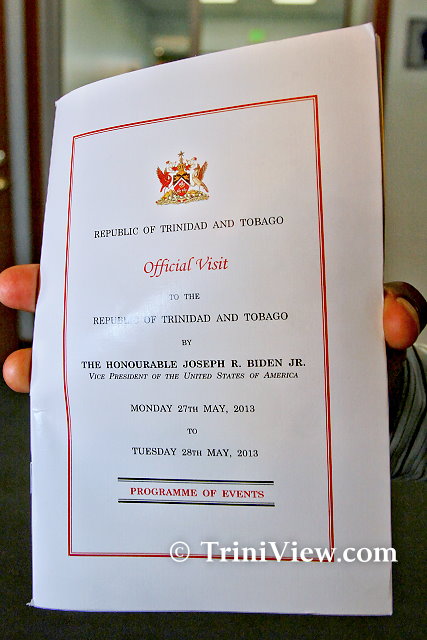 REPUBLIC OF TRINIDAD AND TOBAGO
Official Visit
TO THE
REPUBLIC OF TRINIDAD AND TOBAGO
BY
THE HONOURABLE JOSEPH R. BIDEN JR.
VICE PRESIDENT OF THE UNITED STATES OF AMERICA
MONDAY 27TH MAY, 2013
TO
TUESDAY 28TH MAY, 2013
PROGRAMME OF EVENTS
© TriniView.com